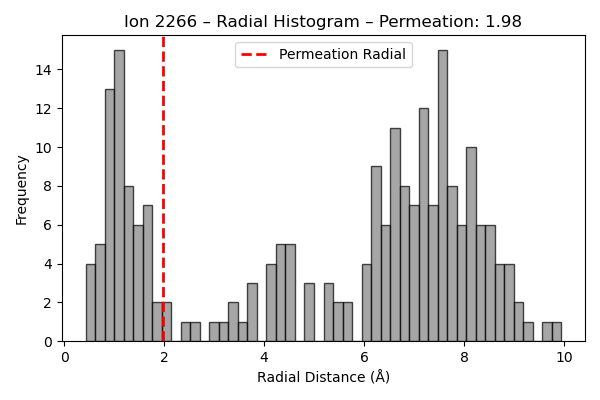 Ion 2266 – Radial Histogram – Permeation: 1.98
Permeation Radial
Frequency
14
12
10
8
6
4
2
0
0 2 4 6 8 10
Radial Distance (Å)